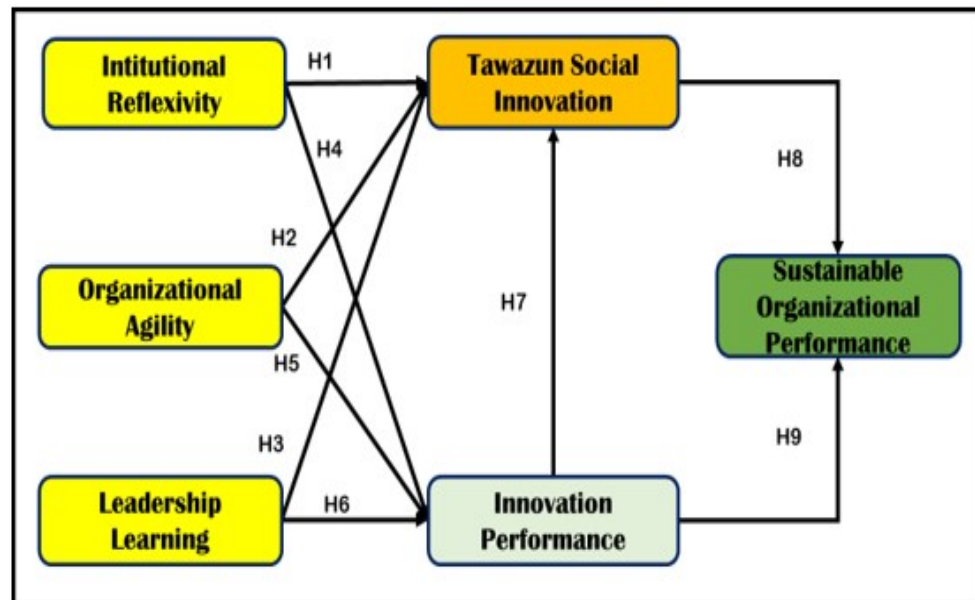 Intitutional
Reflexivity
H1
Tawazun Social
Innovation
H4
H8
H2
Organizational
Agility
Sustainable
Organizational
Performance
H7
H5
H3
H9
Leadership
Learning
H6
Innovation
Performance